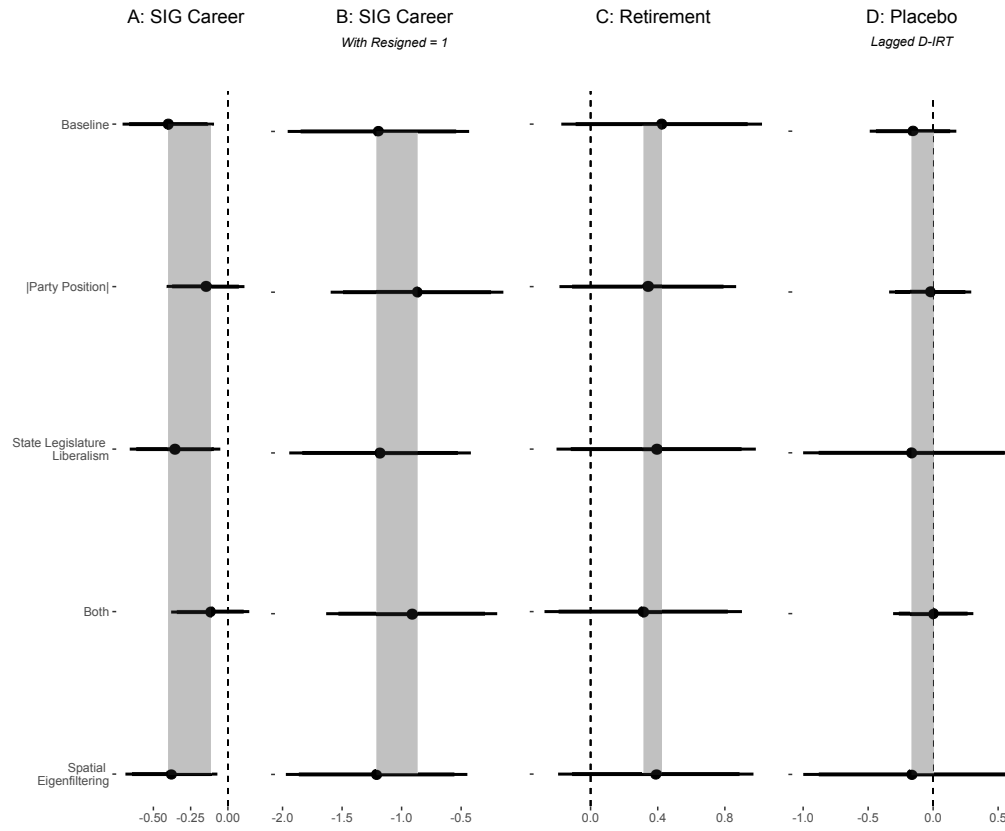 A: SIG Career
B: SIG Career
C: Retirement
D: Placebo
With Resigned = 1
Lagged D-IRT
Baseline
|Party Position|
State Legislature
Liberalism
Both
Spatial
Eigenfiltering
-0.50 -0.25 0.00
-2.0 -1.5 -1.0 -0.5
0.0 0.4 0.8
-1.0 -0.5 0.0 0.5